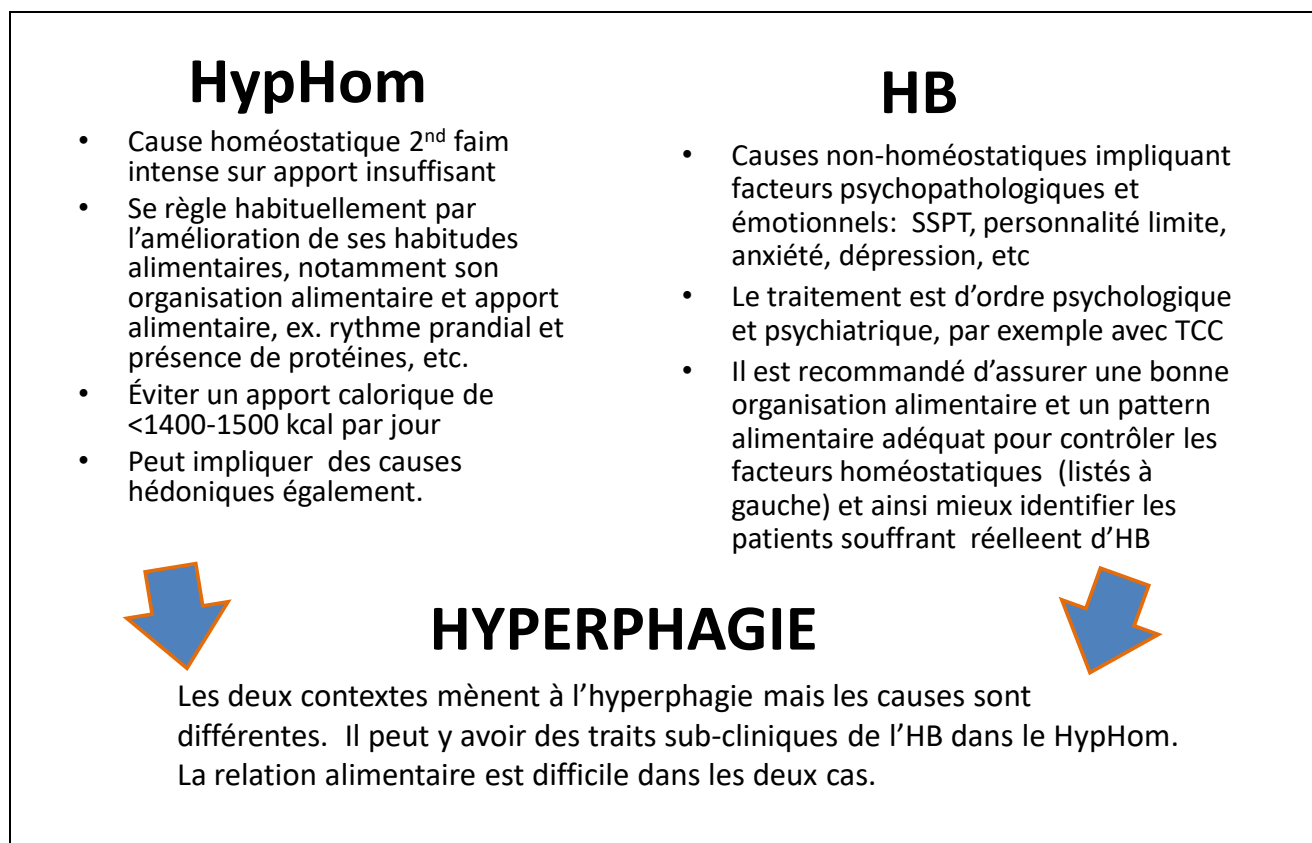 HypHom
• Cause homéostatique 2nd faim
intense sur apport insuffisant
• Se règle habituellement par
l’amélioration de ses habitudes
alimentaires, notamment son
organisation alimentaire et apport
alimentaire, ex. rythme prandial et
présence de protéines, etc.
• Éviter un apport calorique de
<1400-1500 kcal par jour
• Peut impliquer des causes
hédoniques également.
HB
• Causes non-homéostatiques impliquant
facteurs psychopathologiques et
émotionnels: SSPT, personnalité limite,
anxiété, dépression, etc
• Le traitement est d’ordre psychologique
et psychiatrique, par exemple avec TCC
• Il est recommandé d’assurer une bonne
organisation alimentaire et un pattern
alimentaire adéquat pour contrôler les
facteurs homéostatiques (listés à
gauche) et ainsi mieux identifier les
patients souffrant réelleent d’HB
HYPERPHAGIE
Les deux contextes mènent à l’hyperphagie mais les causes sont
différentes. Il peut y avoir des traits sub-cliniques de l’HB dans le HypHom.
La relation alimentaire est difficile dans les deux cas.